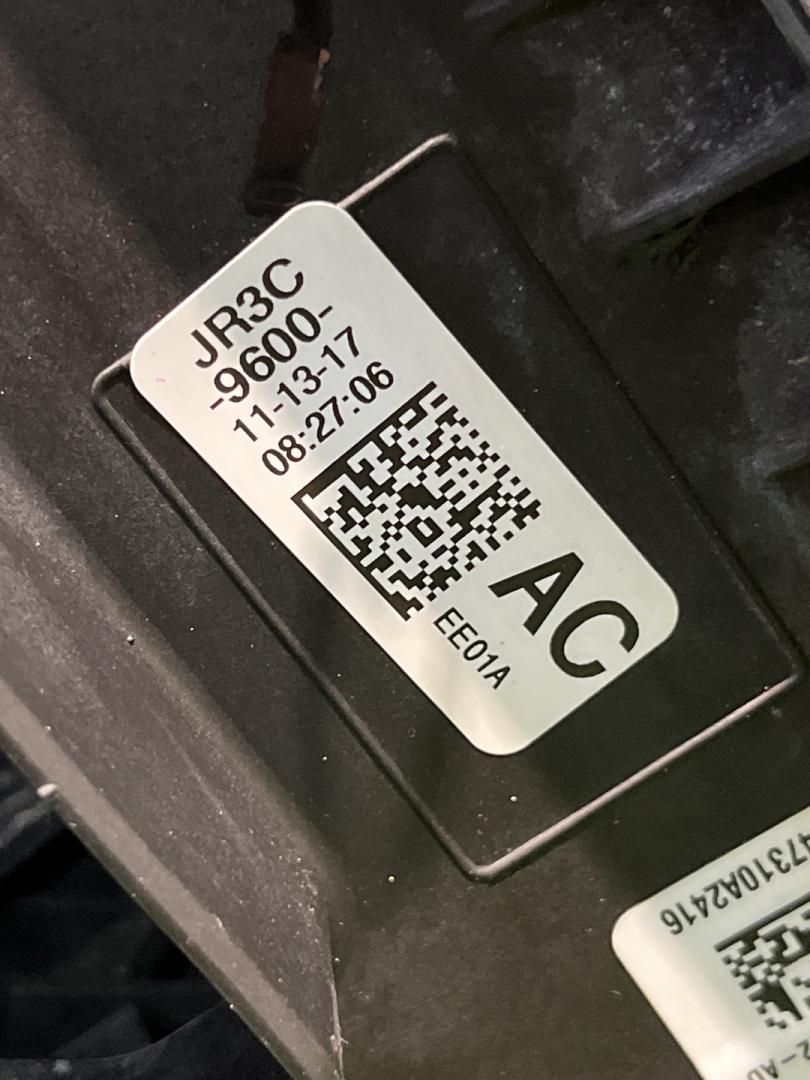 JR3C
-9600-
11-13-17
08:27:06
AC
EE01A
47310A2416